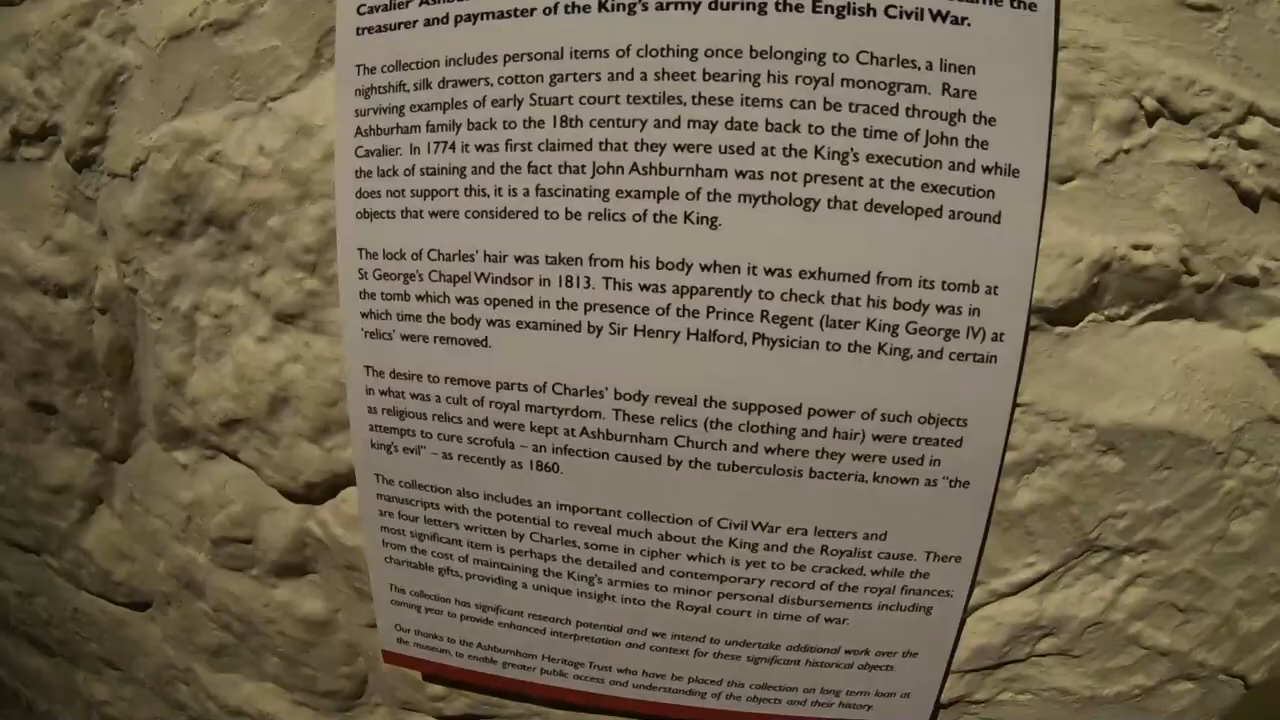 Cavalier
the
treasurer and paymaster of the King's army during the English Civil War.
The collection includes personal items of clothing once belonging to Charles, a linen
nightshift, silk drawers, cotton garters and a sheet bearing his royal monogram. Rare
surviving examples of early Stuart court textiles, these items can be traced through the
Ashburham family back to the 18th century and may date back to the time of John the
Cavalier. In 1774 it was first claimed that they were used at the King's execution and while
the lack of staining and the fact that John Ashburnham was not present at the execution
does not support this, it is a fascinating example of the mythology that developed around
objects that were considered to be relics of the King.
The lock of Charles' hair was taken from his body when it was exhumed from its tomb at
St George's Chapel Windsor in 1813. This was apparently to check that his body was in
the tomb which was opened in the presence of the Prince Regent (later King George IV) at
which time the body was examined by Sir Henry Halford, Physician to the King, and certain
'relics' were removed.
The desire to remove parts of Charles' body reveal the supposed power of such objects
in what was a cult of royal martyrdom. These relics (the clothing and hair) were treated
as religious relics and were kept at Ashburnham Church and where they were used in
attempts to cure scrofula – an infection caused by the tuberculosis bacteria, known as "the
king's evil" – as recently as 1860.
The collection also includes an important collection of Civil War era letters and
manuscripts with the potential to reveal much about the King and the Royalist cause. There
are four letters written by Charles, some in cipher which is yet to be cracked, while the
most significant item is perhaps the detailed and contemporary record of the royal finances;
from the cost of maintaining the King's armies to minor personal disbursements including
charitable gifts, providing a unique insight into the Royal court in time of war.
This collection has significant research potential and we intend to undertake additional work over the
coming year to provide enhanced interpretation and context for these significant historical objects.
Our thanks to the Ashburnham Heritage Trust who have be placed this collection on long term loan at
the museum, to enable greater public access and understanding of the objects and their history.